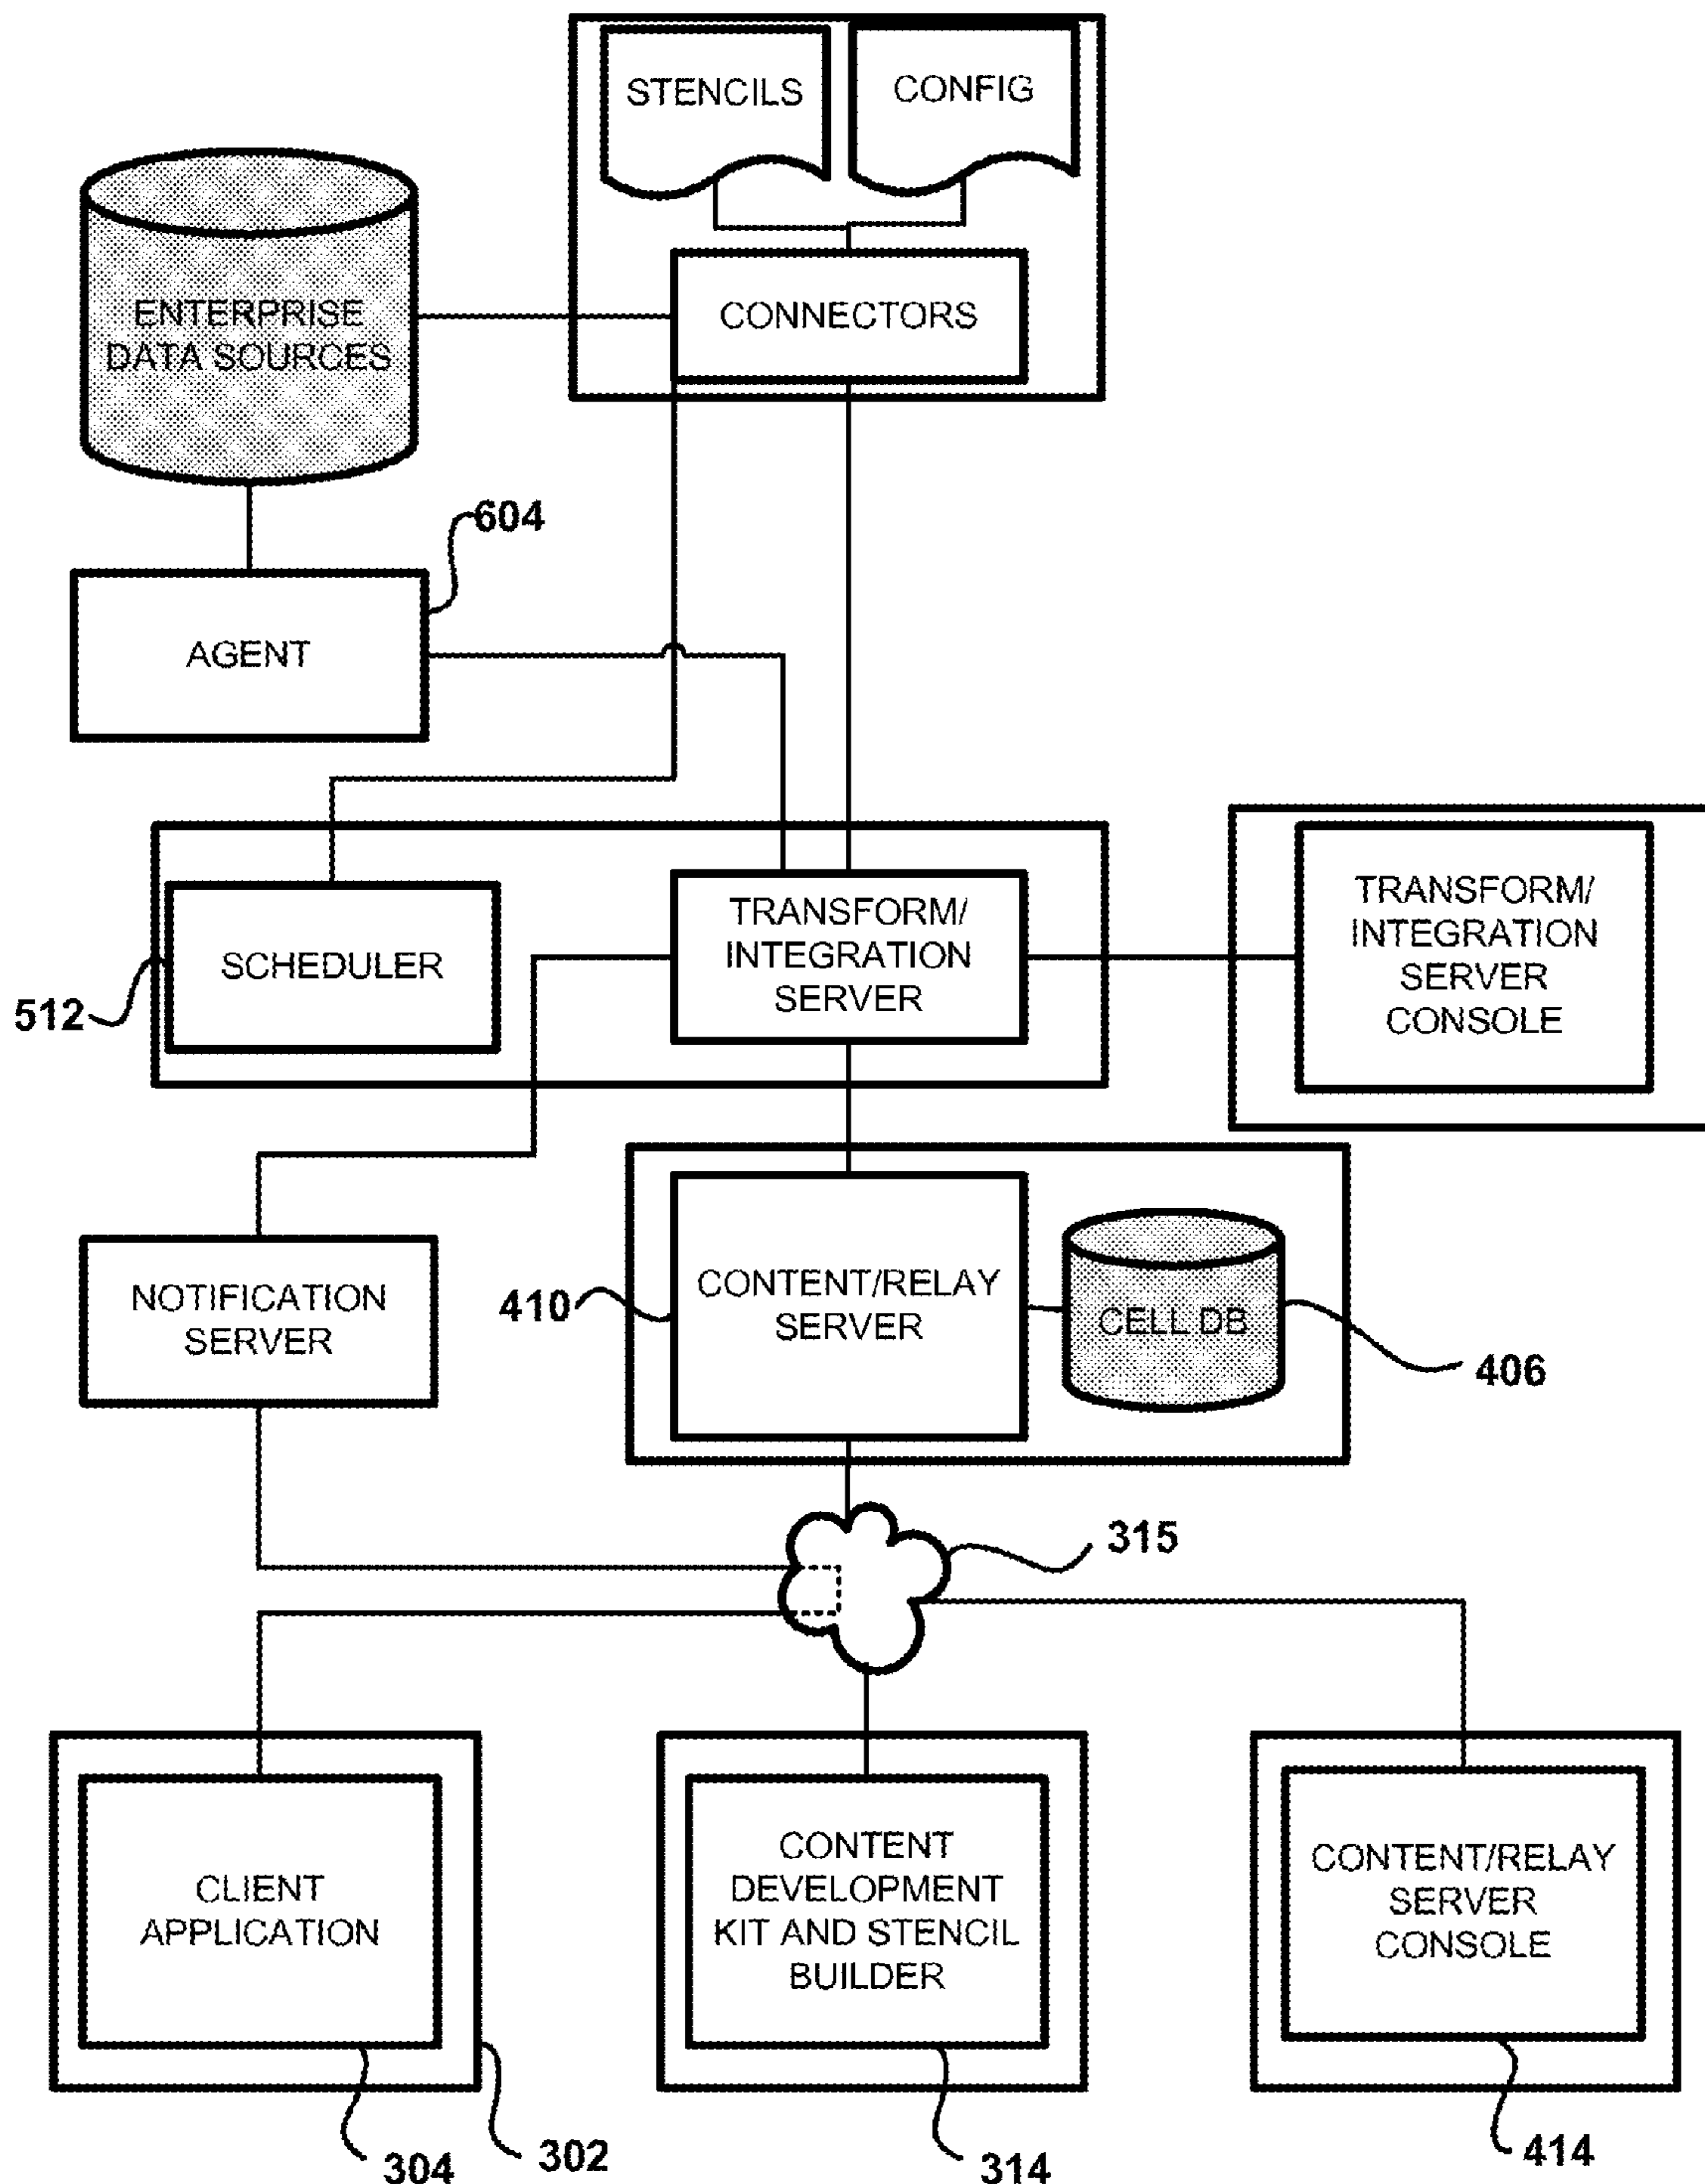 STENCILS
CONFIG
ENTERPRISE
DATA SOURCES
CONNECTORS
604
AGENT
SCHEDULER
512
TRANSFORM/
INTEGRATION
SERVER
TRANSFORM/
INTEGRATION
SERVER
CONSOLE
NOTIFICATION
SERVER
410
CONTENT/RELAY
SERVER
CELL DB
406
315
CLIENT
APPLICATION
CONTENT
DEVELOPMENT
KIT AND STENCIL
BUILDER
CONTENT/RELAY
SERVER
CONSOLE
304
302
314
414